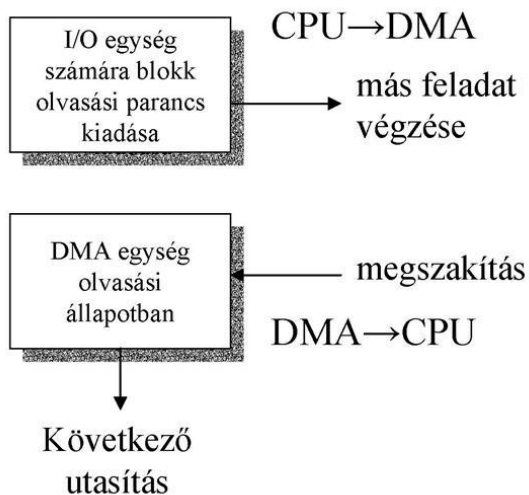 I/O egység
számára blokk
olvasási parancs
kiadása
CPU→DMA
más feladat
végzése
DMA egység
olvasási
állapotban
megszakítás
DMA→CPU
Következő
utasítás